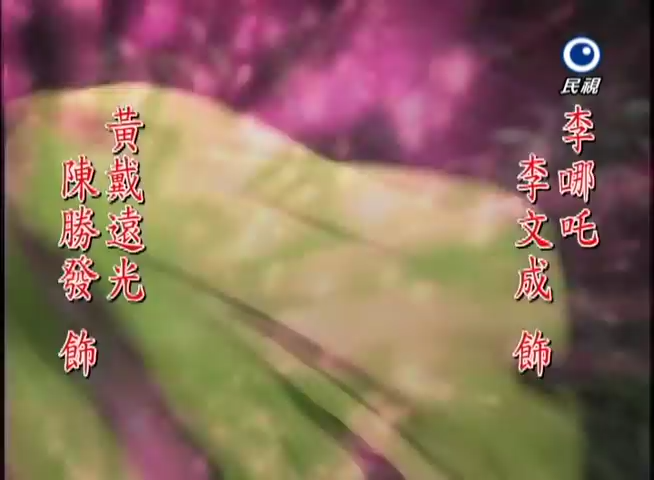 民視
李哪吒
李文成 飾
黃戴遠光
陳勝發 飾